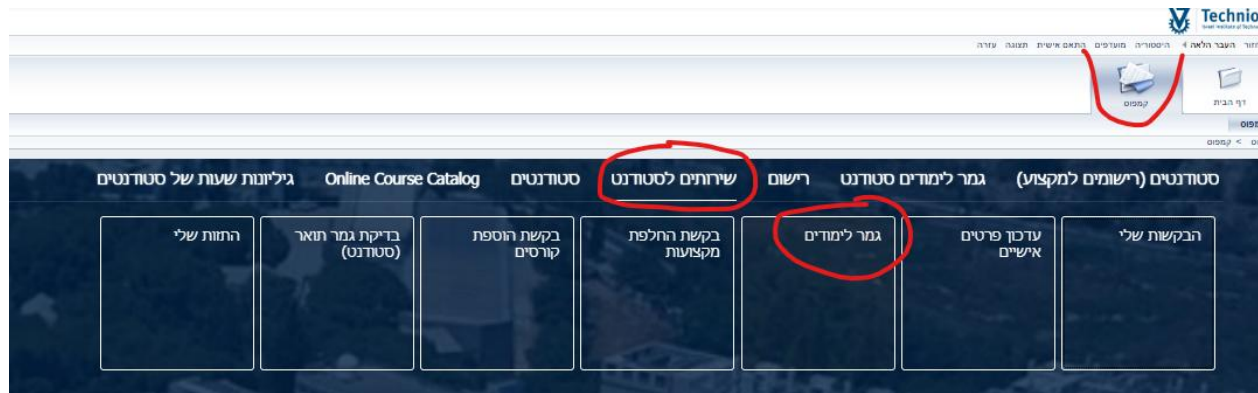 Technio
העבר הלאה היסטוריה מועדפים התאם אישית תצוגה עזרה
דף הבית
קמפוס
> קמפוס
סטודנטים (רישומים למקצוע) גמר לימודים סטודנט רישום שירותים לסטודנט סטודנטים Online Course Catalog גיליונות שעות של סטודנטים
הבקשות שלי
עדכון פרטים
אישיים
גמר לימודים
בקשת החלפת
מקצועות
בקשת הוספת
קורסים
בדיקת גמר תואר
(סטודנט)
התזות שלי